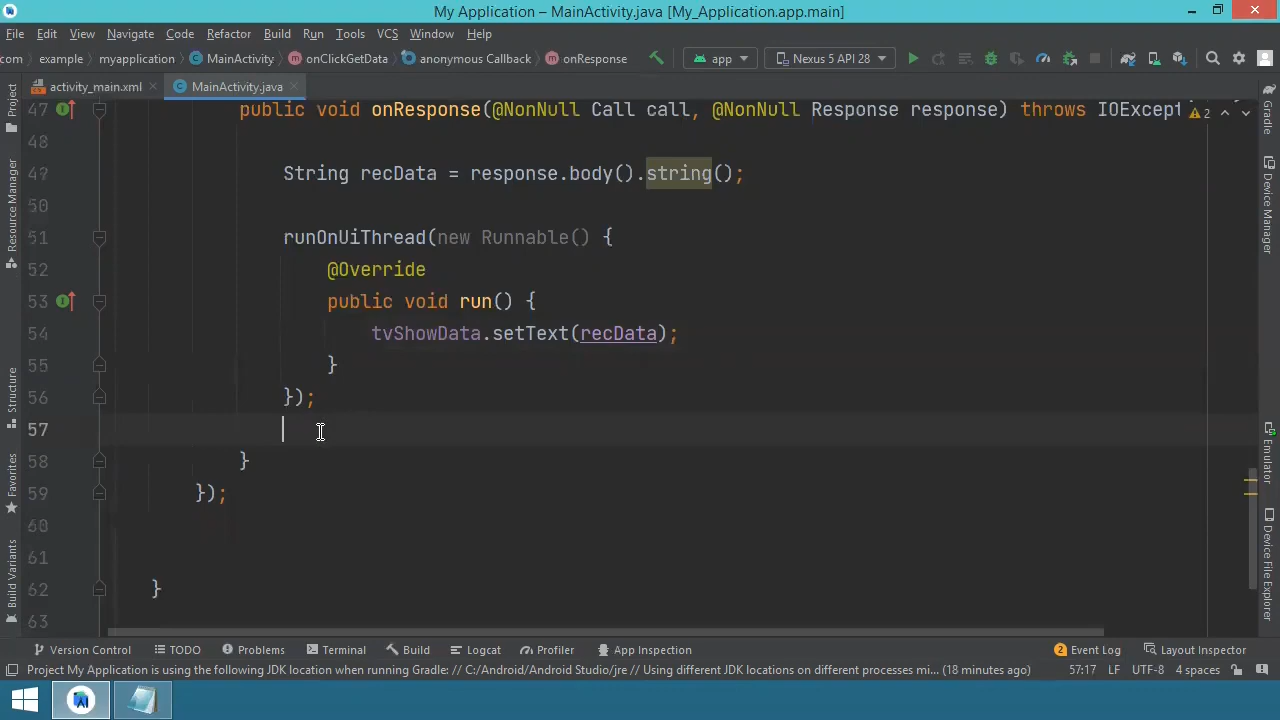 My Application – MainActivity.java [My_Application.app.main]
File Edit View Navigate Code Refactor Build Run Tools VCS Window Help
com example myapplication MainActivity onClickGetData anonymous Callback onResponse app Nexus 5 API 28
activity_main.xml MainActivity.java
47 public void onResponse(@NonNull Call call, @NonNull Response response) throws IOExcept 2
48
49 String recData = response.body().string();
50
51 runOnUiThread(new Runnable() {
52 @Override
53 public void run() {
54 tvShowData.setText(recData);
55 }
56 });
57
58 }
59 });
60
61
62 }
63
Project
Resource Manager
Structure
Favorites
Build Variants
Gradle
Device Manager
Emulator
Device File Explorer
Version Control TODO Problems Terminal Build Logcat Profiler App Inspection 2 Event Log Layout Inspector
Project My Application is using the following JDK location when running Gradle: // C:/Android/Android Studio/jre // Using different JDK locations on different processes mi... (18 minutes ago) 57:17 LF UTF-8 4 spaces